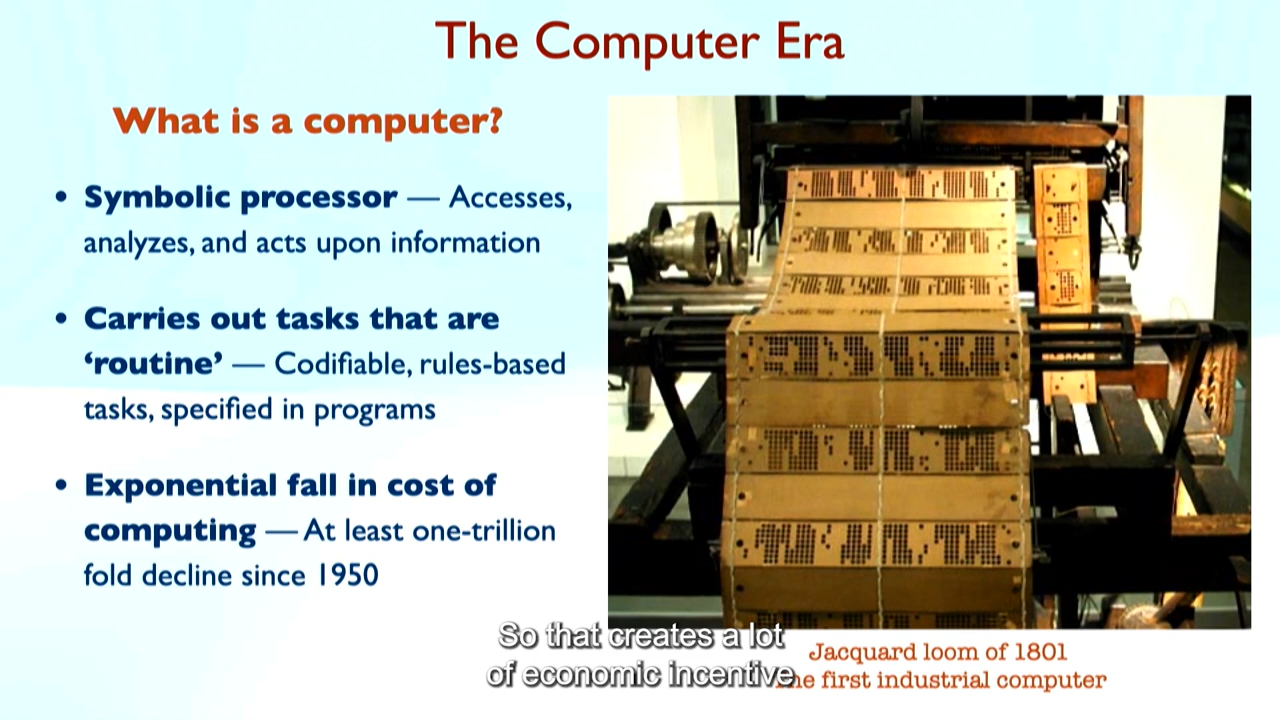 The Computer Era
What is a computer?
• Symbolic processor — Accesses,
analyzes, and acts upon information
• Carries out tasks that are
‘routine’ — Codifiable, rules-based
tasks, specified in programs
• Exponential fall in cost of
computing — At least one-trillion
fold decline since 1950
Jacquard loom of 1801
first industrial computer
So that creates a lot
of economic incentive